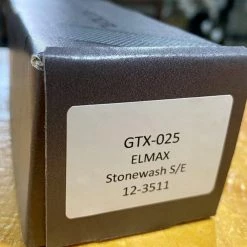 GTX-025
ELMAX
Stonewash S/E
12-3511